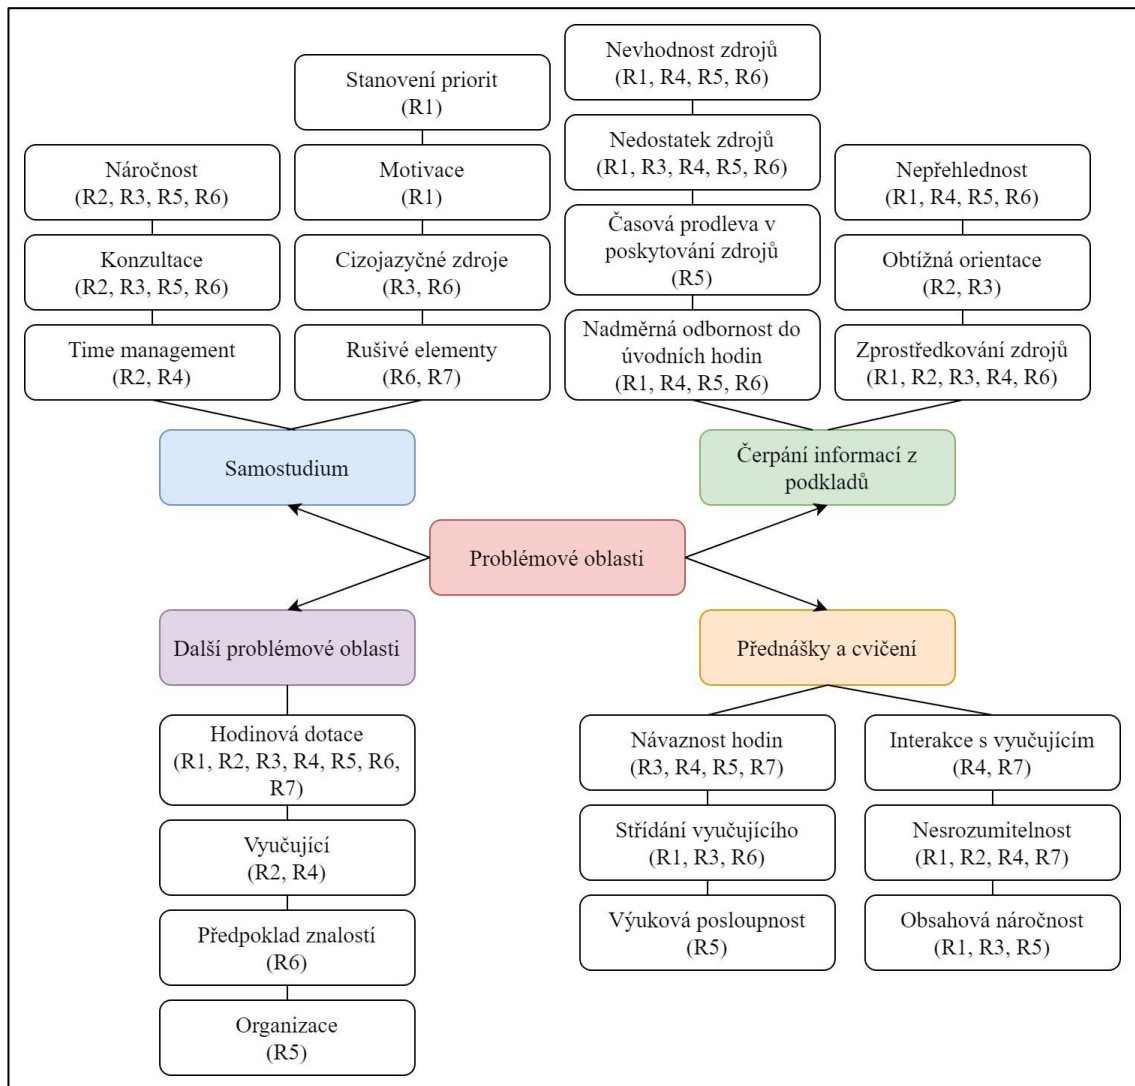 Nevhodnost zdrojů
(R1, R4, R5, R6)
Stanovení priorit
(R1)
Nedostatek zdrojů
(R1, R3, R4, R5, R6)
Náročnost
(R2, R3, R5, R6)
Motivace
(R1)
Nepřehlednost
(R1, R4, R5, R6)
Časová prodleva v
poskytování zdrojů
(R5)
Konzultace
(R2, R3, R5, R6)
Cizojazyčné zdroje
(R3, R6)
Obtížná orientace
(R2, R3)
Nadměrná odbornost do
úvodních hodin
(R1, R4, R5, R6)
Time management
(R2, R4)
Rušivé elementy
(R6, R7)
Zprostředkování zdrojů
(R1, R2, R3, R4, R6)
Samostudium
Čerpání informací z
podkladů
Problémové oblasti
Další problémové oblasti
Přednášky a cvičení
Hodinová dotace
(R1, R2, R3, R4, R5, R6,
R7)
Návaznost hodin
(R3, R4, R5, R7)
Interakce s vyučujícím
(R4, R7)
Vyučující
(R2, R4)
Střídání vyučujícího
(R1, R3, R6)
Nesrozumitelnost
(R1, R2, R4, R7)
Předpoklad znalostí
(R6)
Výuková posloupnost
(R5)
Obsahová náročnost
(R1, R3, R5)
Organizace
(R5)